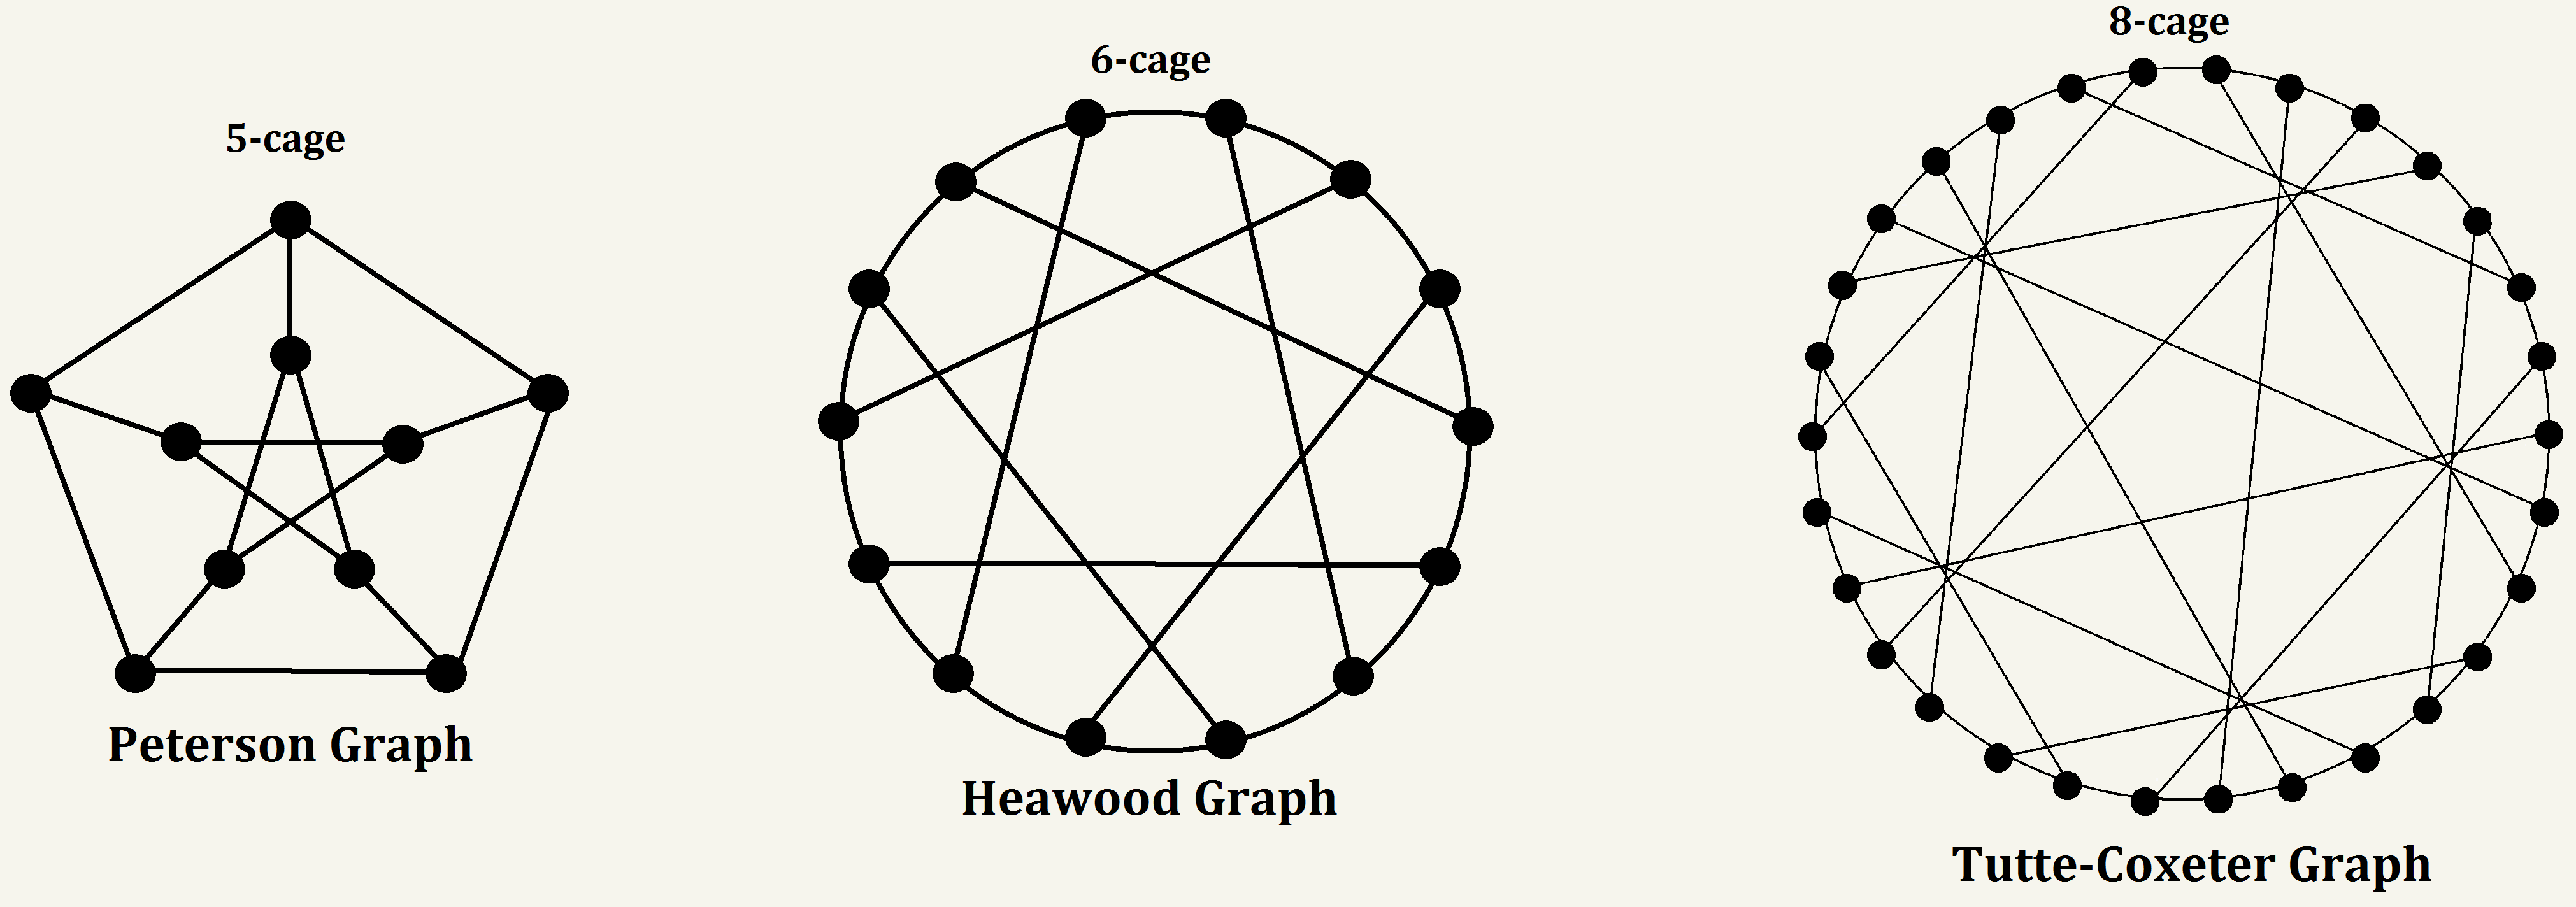 5-cage
Peterson Graph
6-cage
Heawood Graph
8-cage
Tutte-Coxeter Graph